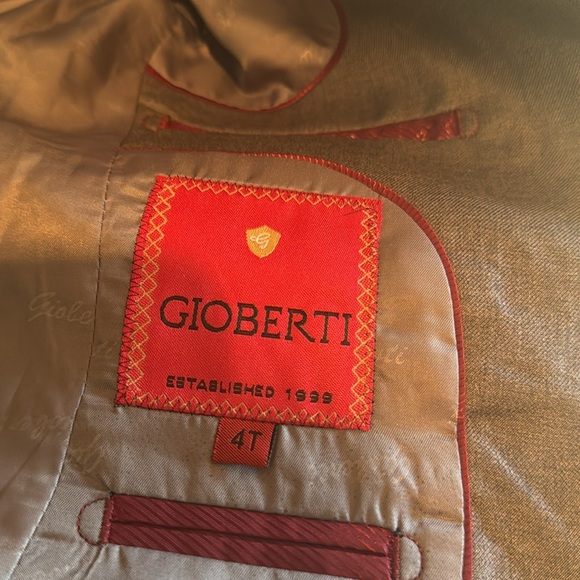 G
GIOBERTI
ESTABLISHED 1999
4T